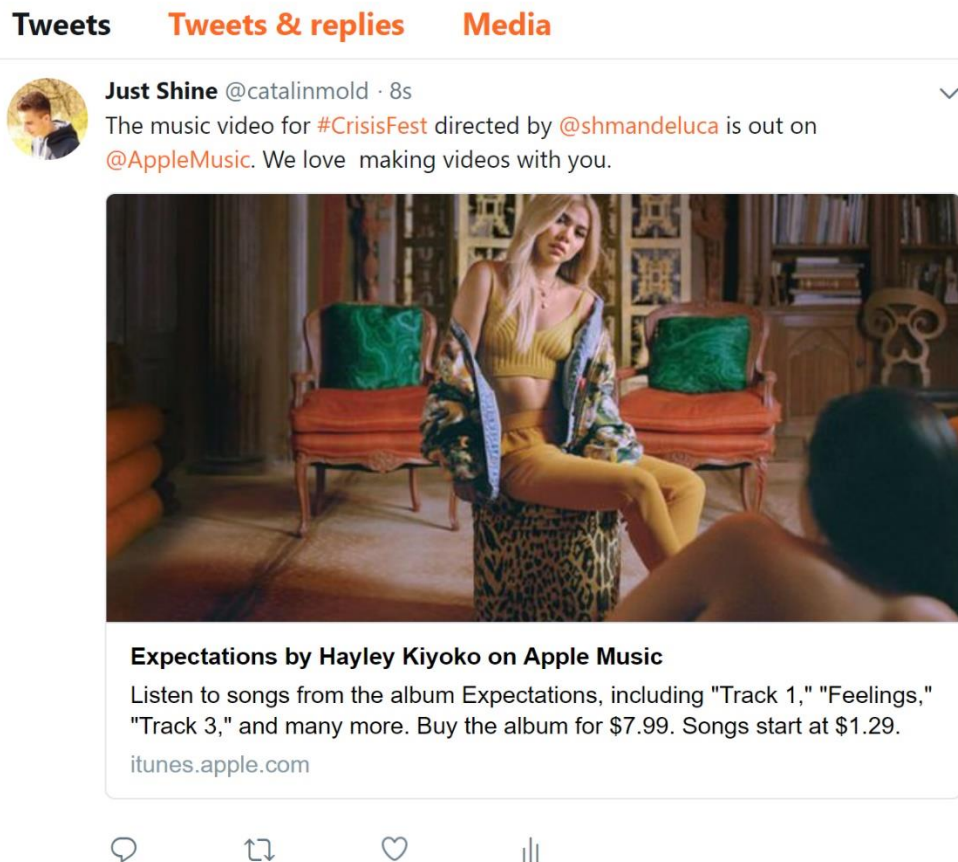 Tweets Tweets & replies Media
Just Shine @catalinmold · 8s
The music video for #CrisisFest directed by @shmandeluca is out on
@AppleMusic. We love  making videos with you.
Expectations by Hayley Kiyoko on Apple Music
Listen to songs from the album Expectations, including "Track 1," "Feelings,"
"Track 3," and many more. Buy the album for $7.99. Songs start at $1.29.
itunes.apple.com